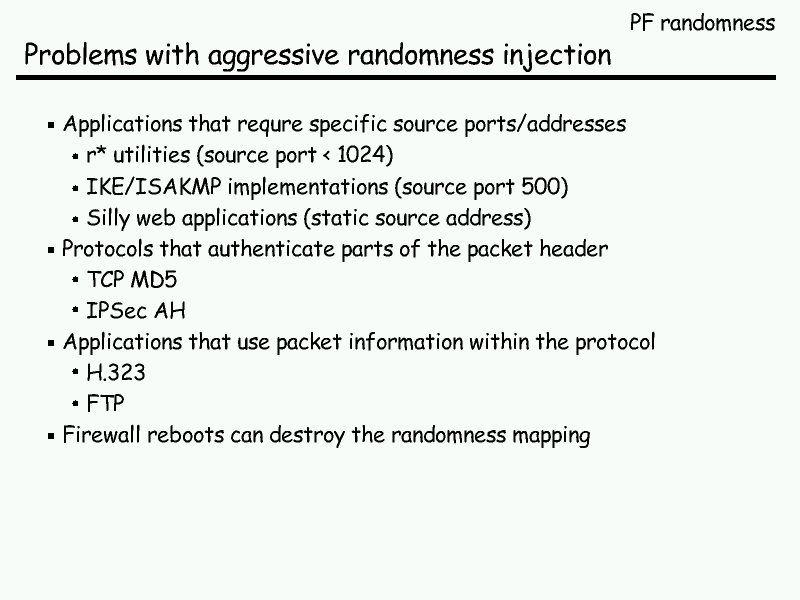 PF randomness
Problems with aggressive randomness injection
▪ Applications that requre specific source ports/addresses
▪ r* utilities (source port < 1024)
▪ IKE/ISAKMP implementations (source port 500)
▪ Silly web applications (static source address)
▪ Protocols that authenticate parts of the packet header
▪ TCP MD5
▪ IPSec AH
▪ Applications that use packet information within the protocol
▪ H.323
▪ FTP
▪ Firewall reboots can destroy the randomness mapping